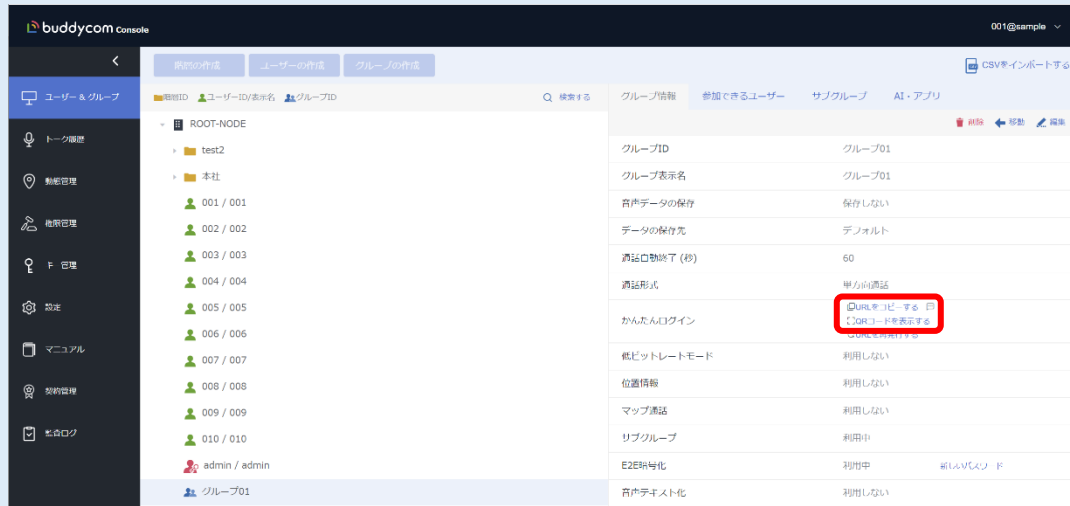 buddycom Console
001@sample
階層の作成 ユーザーの作成 グループの作成
CSVをインポートする
階層ID ユーザーID/表示名 グループID 検索する
グループ情報 参加できるユーザー サブグループ AI・アプリ
削除 移動 編集
ユーザー & グループ
トーク履歴
動態管理
権限管理
管理
設定
マニュアル
契約管理
監査ログ
ROOT-NODE
test2
本社
001 / 001
002 / 002
003 / 003
004 / 004
005 / 005
006 / 006
007 / 007
008 / 008
009 / 009
010 / 010
admin / admin
グループ01
グループID グループ01
グループ表示名 グループ01
音声データの保存 保存しない
データの保存先 デフォルト
通話自動終了 (秒) 60
通話形式 単方向通話
かんたんログイン
URLをコピーする
QRコードを表示する
URLを再発行する
低ビットレートモード 利用しない
位置情報 利用しない
マップ通話 利用しない
サブグループ 利用中
E2E暗号化 利用中 新しいパスワード
音声テキスト化 利用しない